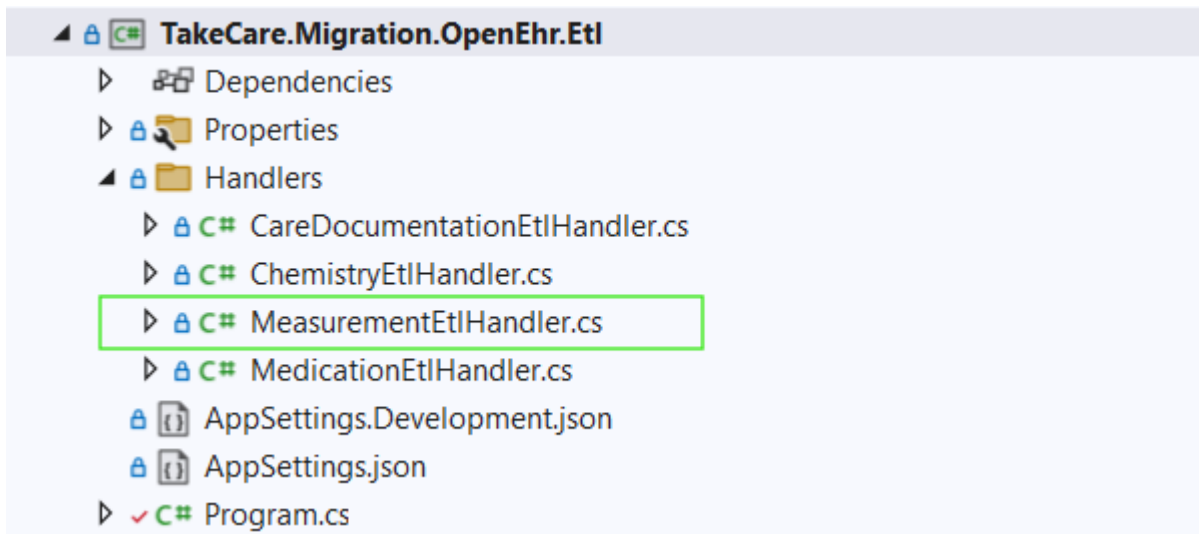 C# TakeCare.Migration.OpenEhr.Etl
Dependencies
Properties
Handlers
C# CareDocumentationEtlHandler.cs
C# ChemistryEtlHandler.cs
C# MeasurementEtlHandler.cs
C# MedicationEtlHandler.cs
AppSettings.Development.json
AppSettings.json
C# Program.cs